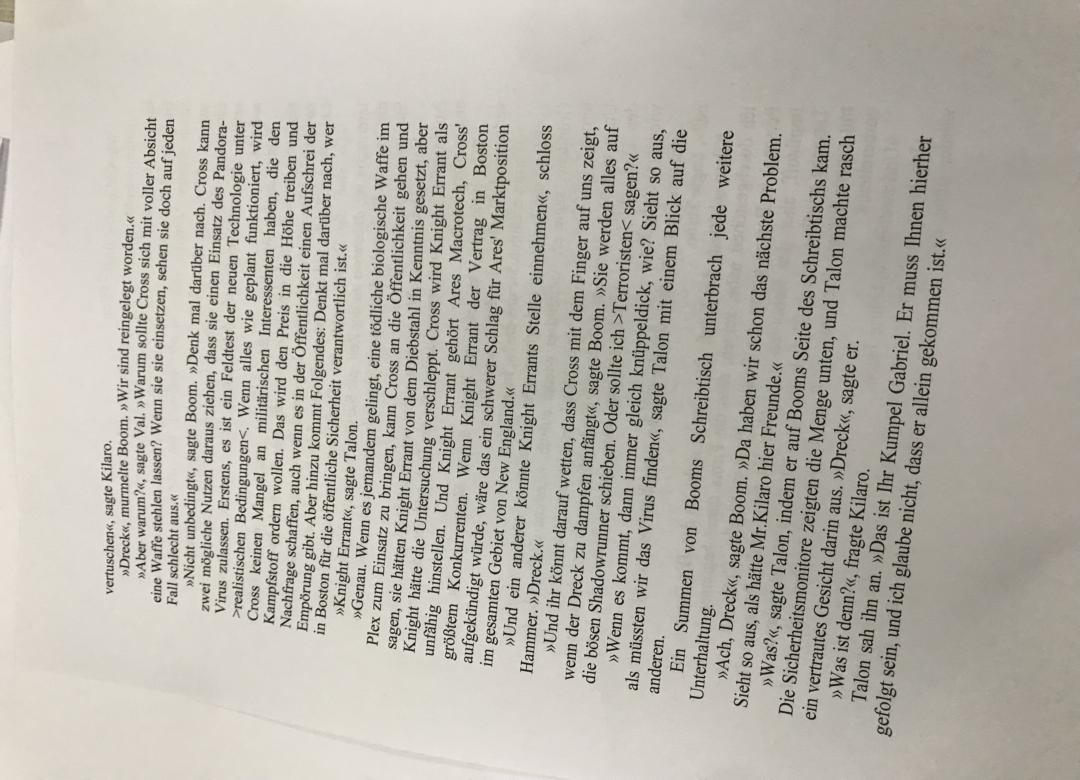 vertuschen«, sagte Kilaro.
»Dreck«, murmelte Boom. »Wir sind reingelegt worden.«
»Aber warum?«, sagte Val. »Warum sollte Cross sich mit voller Absicht
eine Waffe stehlen lassen? Wenn sie sie einsetzen, sehen sie doch auf jeden
Fall schlecht aus.«
»Nicht unbedingt«, sagte Boom. »Denk mal darüber nach. Cross kann
zwei mögliche Nutzen daraus ziehen, dass sie einen Einsatz des Pandora-
Virus zulassen. Erstens, es ist ein Feldtest der neuen Technologie unter
>realistischen Bedingungen<. Wenn alles wie geplant funktioniert, wird
Cross keinen Mangel an militärischen Interessenten haben, die den
Kampfstoff ordern wollen. Das wird den Preis in die Höhe treiben und
Nachfrage schaffen, auch wenn es in der Öffentlichkeit einen Aufschrei der
Empörung gibt. Aber hinzu kommt Folgendes: Denkt mal darüber nach, wer
in Boston für die öffentliche Sicherheit verantwortlich ist.«
»Knight Errant«, sagte Talon.
»Genau. Wenn es jemandem gelingt, eine tödliche biologische Waffe im
Plex zum Einsatz zu bringen, kann Cross an die Öffentlichkeit gehen und
sagen, sie hätten Knight Errant von dem Diebstahl in Kenntnis gesetzt, aber
Knight hätte die Untersuchung verschleppt. Cross wird Knight Errant als
unfähig hinstellen. Und Knight Errant gehört Ares Macrotech, Cross'
größtem Konkurrenten. Wenn Knight Errant der Vertrag in Boston
aufgekündigt würde, wäre das ein schwerer Schlag für Ares' Marktposition
im gesamten Gebiet von New England.«
»Und ein anderer könnte Knight Errants Stelle einnehmen«, schloss
Hammer. »Dreck.«
»Und ihr könnt darauf wetten, dass Cross mit dem Finger auf uns zeigt,
wenn der Dreck zu dampfen anfängt«, sagte Boom. »Sie werden alles auf
die bösen Shadowrunner schieben. Oder sollte ich >Terroristen< sagen?«
»Wenn es kommt, dann immer gleich knüppeldick, wie? Sieht so aus,
als müssten wir das Virus finden«, sagte Talon mit einem Blick auf die
anderen.
Ein Summen von Booms Schreibtisch unterbrach jede weitere
Unterhaltung.
»Ach, Dreck«, sagte Boom. »Da haben wir schon das nächste Problem.
Sieht so aus, als hätte Mr.Kilaro hier Freunde.«
»Was?«, sagte Talon, indem er auf Booms Seite des Schreibtischs kam.
Die Sicherheitsmonitore zeigten die Menge unten, und Talon machte rasch
ein vertrautes Gesicht darin aus. »Dreck«, sagte er.
»Was ist denn?«, fragte Kilaro.
Talon sah ihn an. »Das ist Ihr Kumpel Gabriel. Er muss Ihnen hierher
gefolgt sein, und ich glaube nicht, dass er allein gekommen ist.«